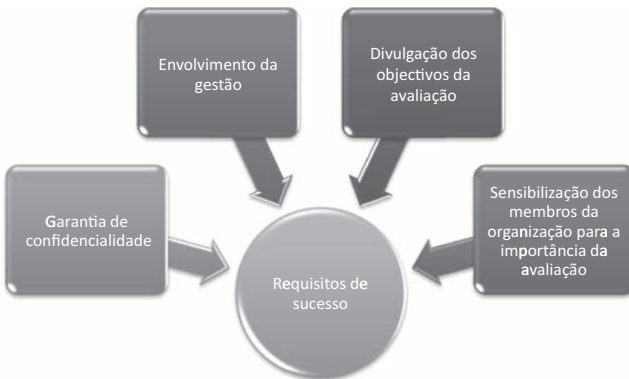 Envolvimento da
gestão
Divulgação dos
objectivos da
avaliação
Garantia de
confidencialidade
Sensibilização dos
membros da
organização para a
importância da
avaliação
Requisitos de
sucesso